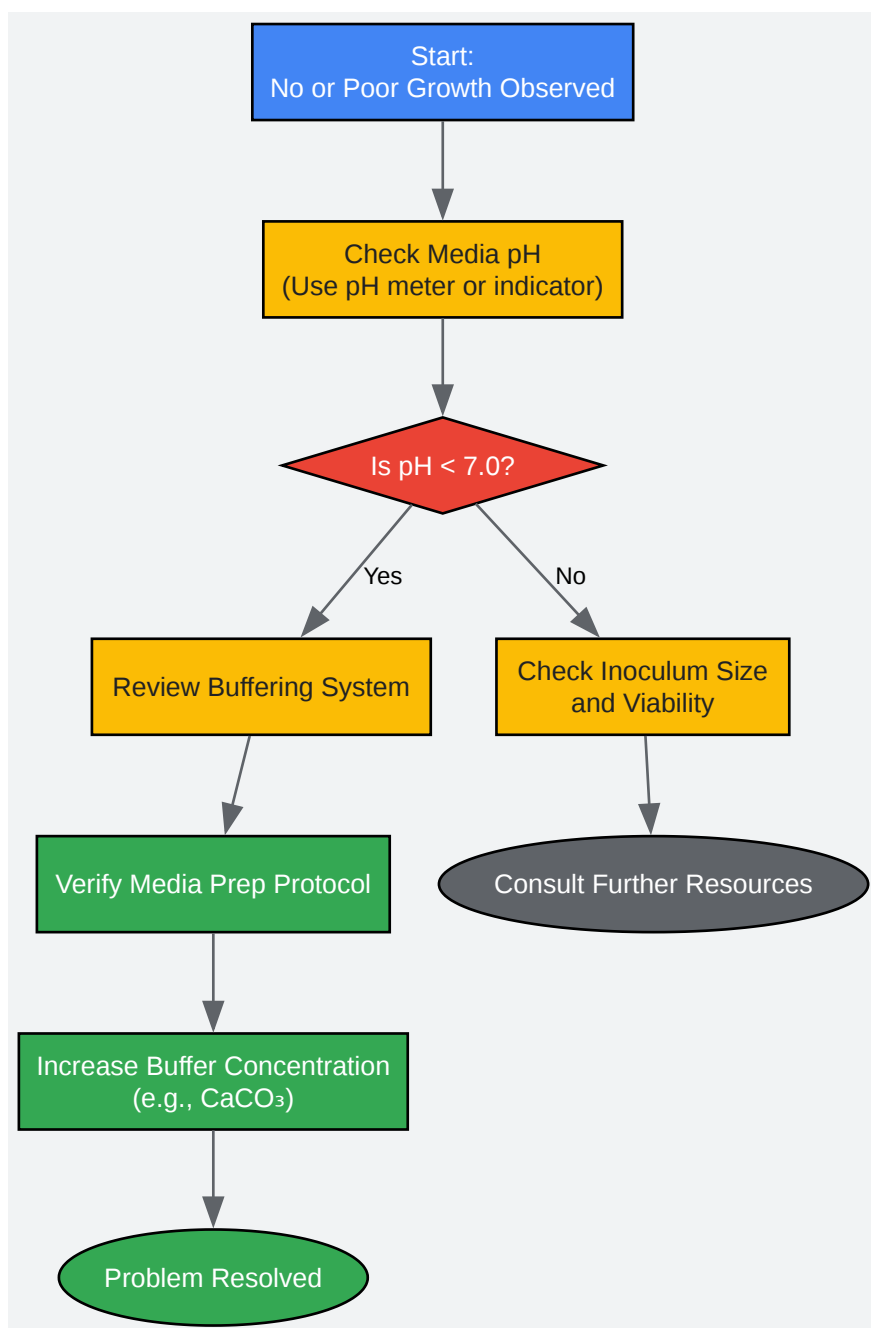 Start:
No or Poor Growth Observed
Check Media pH
(Use pH meter or indicator)
Is pH < 7.0?
Yes
No
Review Buffering System
Check Inoculum Size
and Viability
Verify Media Prep Protocol
Consult Further Resources
Increase Buffer Concentration
(e.g., CaCO₃)
Problem Resolved